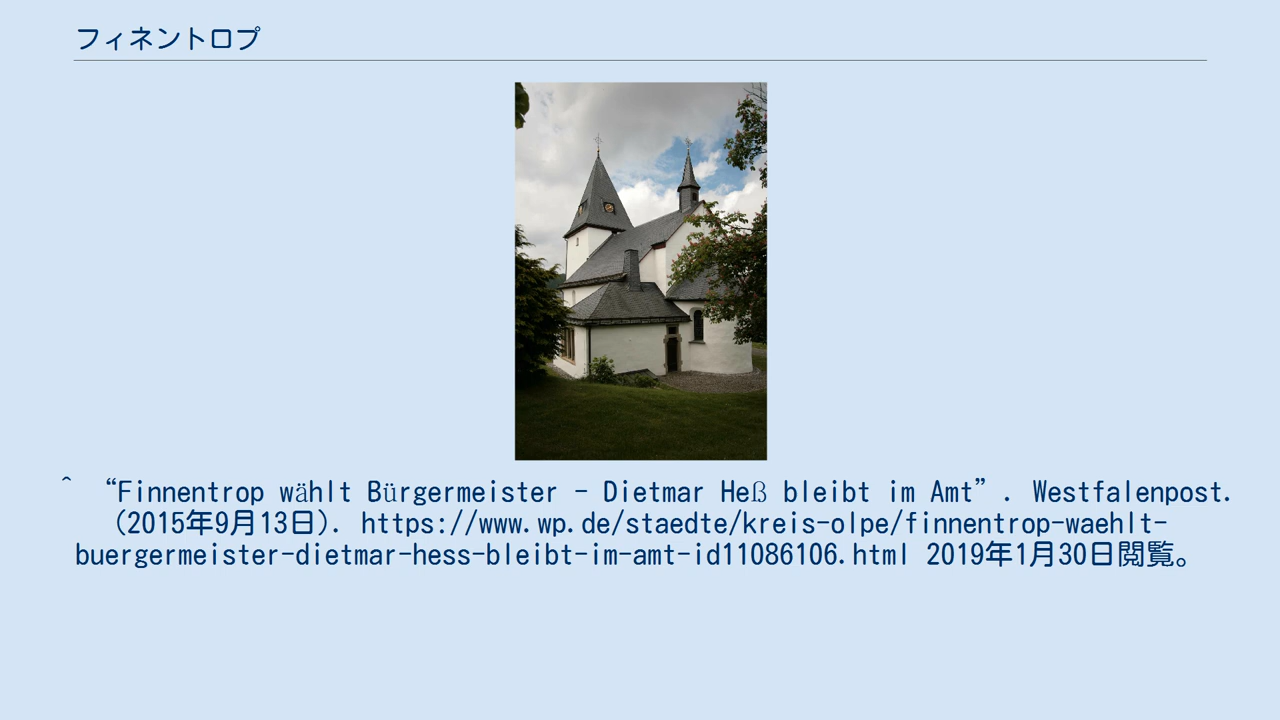 フィネントロプ
^ “Finnentrop wählt Bürgermeister - Dietmar Heß bleibt im Amt”. Westfalenpost.
(2015年9月13日). https://www.wp.de/staedte/kreis-olpe/finnentrop-waehlt-
buergermeister-dietmar-hess-bleibt-im-amt-id11086106.html 2019年1月30日閲覧。